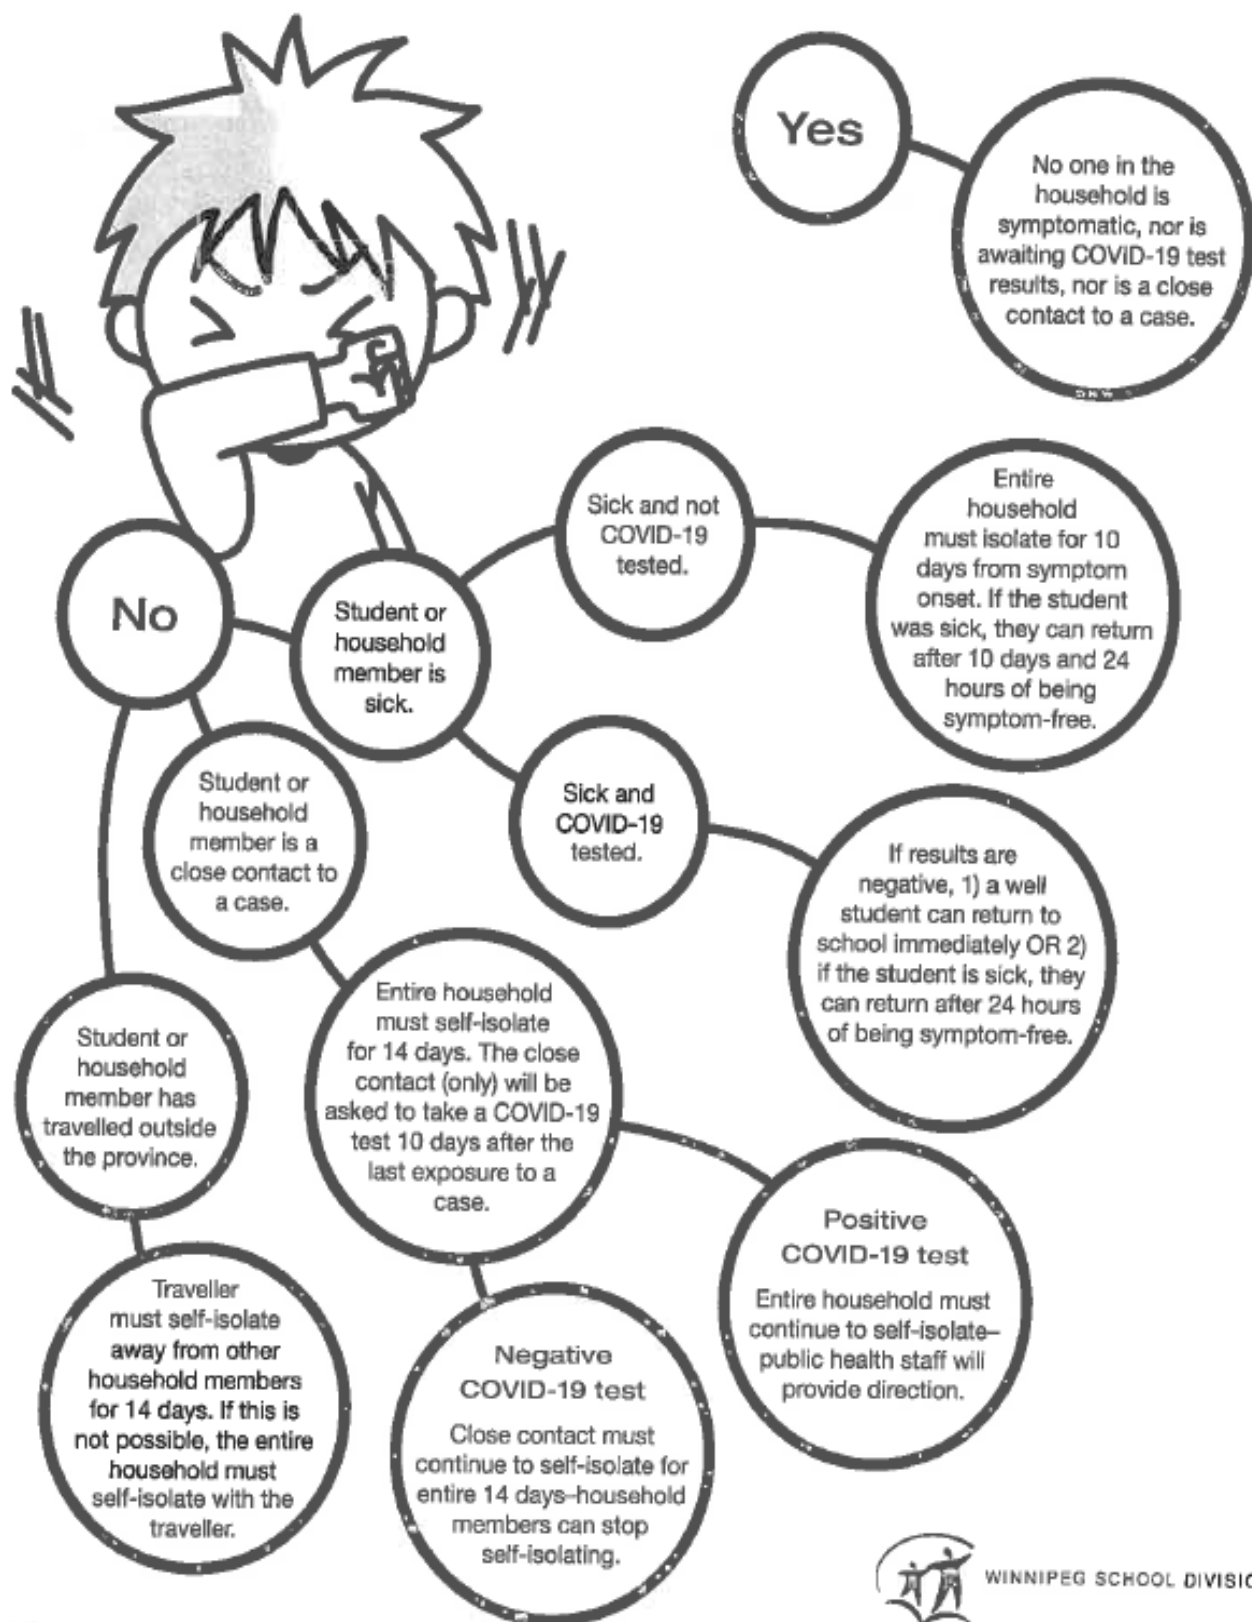 Yes
No one in the
household is
symptomatic, nor is
awaiting COVID-19 test
results, nor is a close
contact to a case.
No
Student or
household
member is
sick.
Sick and not
COVID-19
tested.
Entire
household
must isolate for 10
days from symptom
onset. If the student
was sick, they can return
after 10 days and 24
hours of being
symptom-free.
Sick and
COVID-19
tested.
If results are
negative, 1) a well
student can return to
school immediately OR 2)
if the student is sick, they
can return after 24 hours
of being symptom-free.
Student or
household
member is a
close contact to
a case.
Entire household
must self-isolate
for 14 days. The close
contact (only) will be
asked to take a COVID-19
test 10 days after the
last exposure to a
case.
Positive
COVID-19 test
Entire household must
continue to self-isolate–
public health staff will
provide direction.
Negative
COVID-19 test
Close contact must
continue to self-isolate for
entire 14 days–household
members can stop
self-isolating.
Student or
household
member has
travelled outside
the province.
Traveller
must self-isolate
away from other
household members
for 14 days. If this is
not possible, the entire
household must
self-isolate with the
traveller.
WINNIPEG SCHOOL DIVISIO